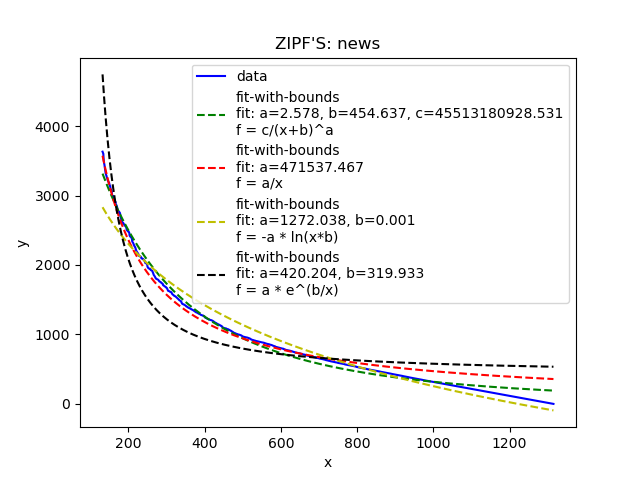 ZIPF'S: news
data
fit-with-bounds
fit: a=2.578, b=454.637, c=45513180928.531
f = c/(x+b)^a
fit-with-bounds
fit: a=471537.467
f = a/x
fit-with-bounds
fit: a=1272.038, b=0.001
f = -a * ln(x*b)
fit-with-bounds
fit: a=420.204, b=319.933
f = a * e^(b/x)
y
4000
3000
2000
1000
0
200 400 600 800 1000 1200
x